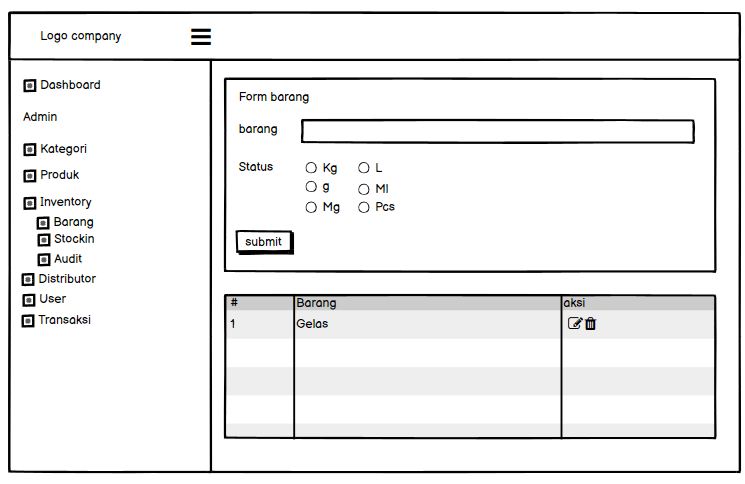 Logo company
Dashboard
Admin
Kategori
Produk
Inventory
Barang
Stockin
Audit
Distributor
User
Transaksi
Form barang
barang
Status
Kg
L
g
Ml
Mg
Pcs
submit
# Barang aksi
1 Gelas